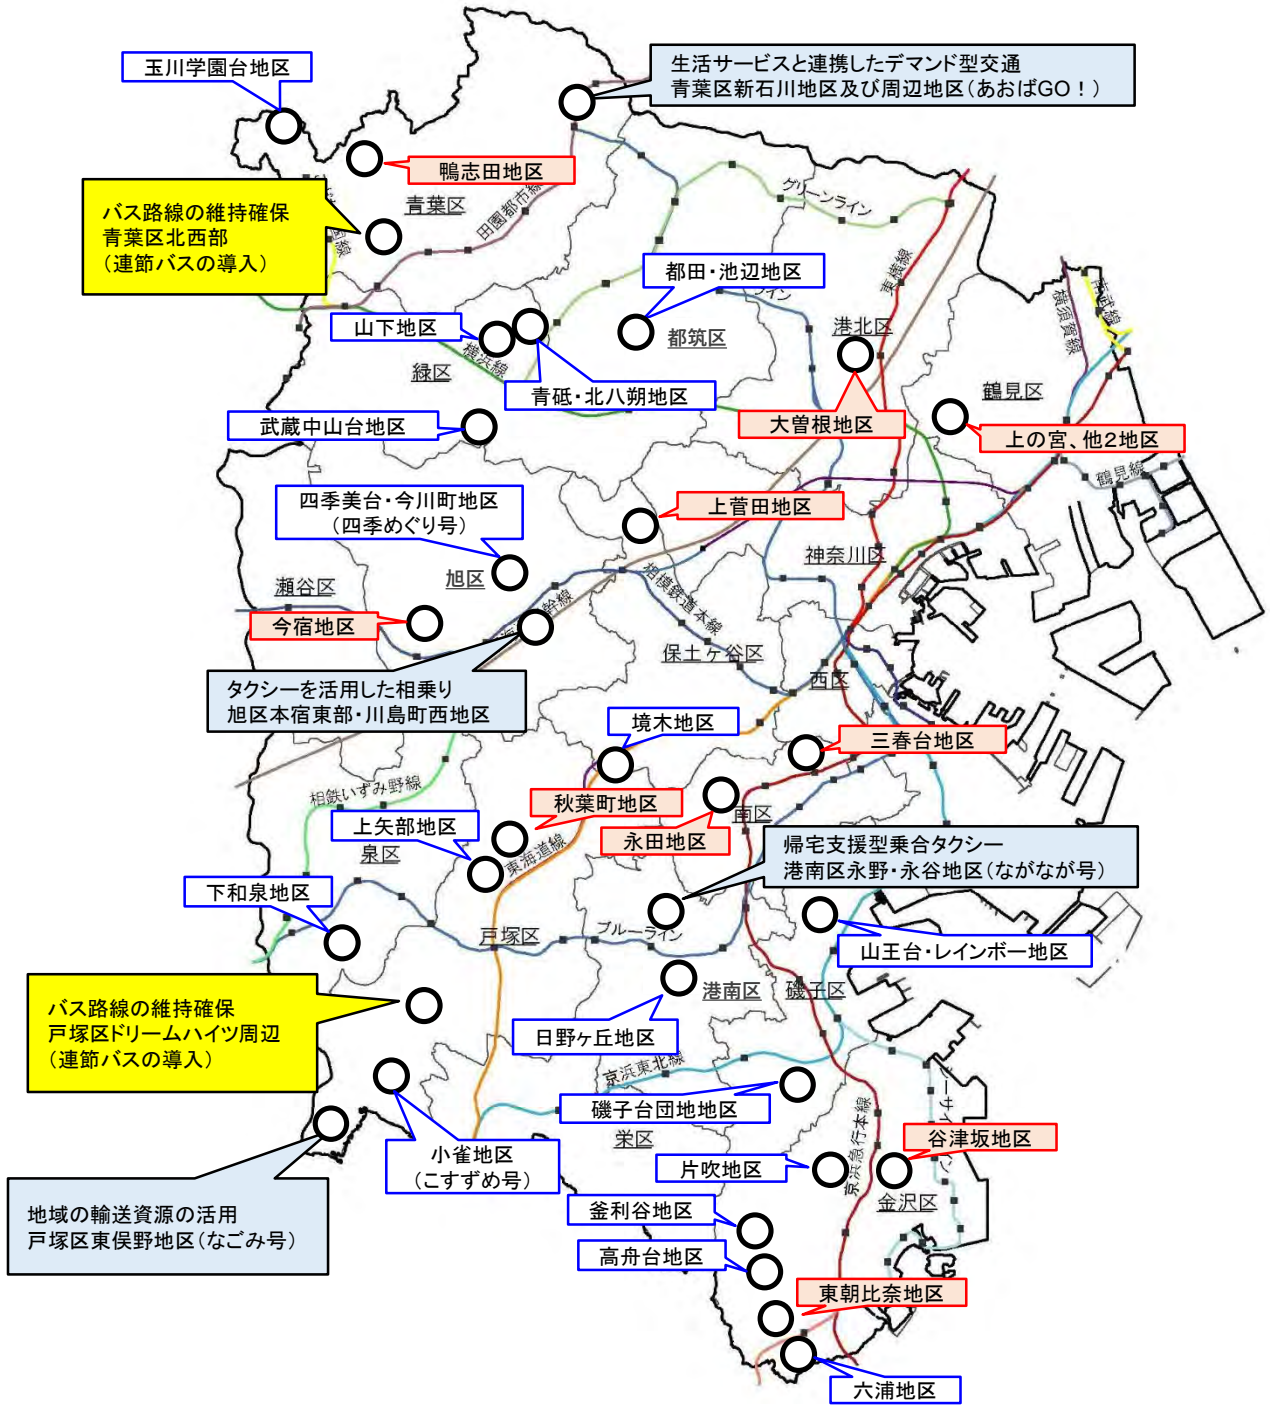 玉川学園台地区
生活サービスと連携したデマンド型交通
青葉区新石川地区及び周辺地区(あおばGO!)
鴨志田地区
青葉区
田園都市線
グリーンライン
バス路線の維持確保
青葉区北西部
(連節バスの導入)
都田・池辺地区
東横線
横須賀線
南武線
山下地区
横浜線
緑区
都筑区
港北区
鶴見区
青砥・北八朔地区
武蔵中山台地区
大曽根地区
上の宮、他2地区
鶴見線
四季美台・今川町地区
(四季めぐり号)
上菅田地区
神奈川区
旭区
瀬谷区
相模鉄道本線
今宿地区
幹線
保土ヶ谷区
西区
タクシーを活用した相乗り
旭区本宿東部・川島町西地区
境木地区
三春台地区
相鉄いずみ野線
秋葉町地区
南区
上矢部地区
永田地区
泉区
東海道線
帰宅支援型乗合タクシー
港南区永野・永谷地区(ながなが号)
下和泉地区
戸塚区
ブルーライン
山王台・レインボー地区
港南区
磯子区
バス路線の維持確保
戸塚区ドリームハイツ周辺
(連節バスの導入)
日野ヶ丘地区
京浜東北線
磯子台団地地区
小雀地区
(こすずめ号)
栄区
京浜急行本線
谷津坂地区
片吹地区
金沢区
地域の輸送資源の活用
戸塚区東俣野地区(なごみ号)
釜利谷地区
高舟台地区
東朝比奈地区
六浦地区